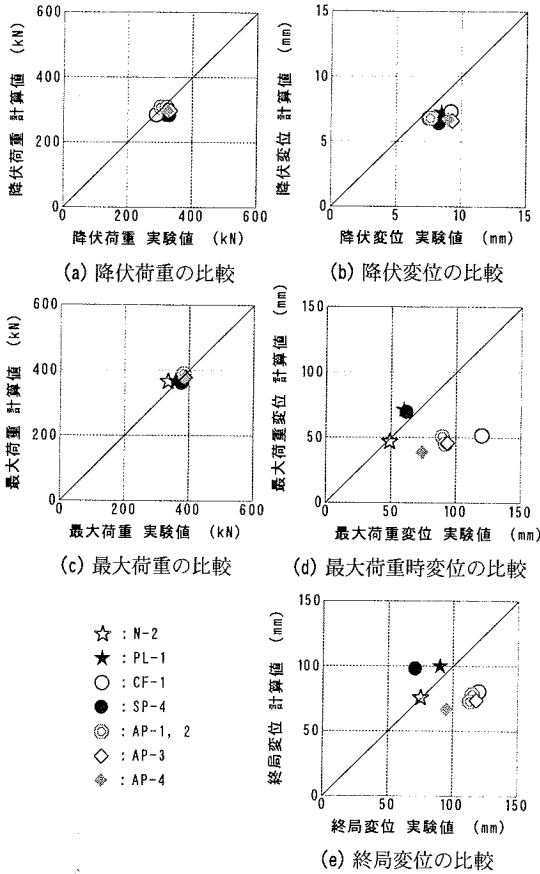 降伏荷重 計算値 (kN)
600
400
200
0
0 200 400 600
降伏荷重 実験値 (kN)
(a) 降伏荷重の比較
降伏変位 計算値 (mm)
15
10
5
0
0 5 10 15
降伏変位 実験値 (mm)
(b) 降伏変位の比較
最大荷重 計算値 (kN)
600
400
200
0
0 200 400 600
最大荷重 実験値 (kN)
(c) 最大荷重の比較
最大荷重変位 計算値 (mm)
150
100
50
0
0 50 100 150
最大荷重変位 実験値 (mm)
(d) 最大荷重時変位の比較
: N-2
: PL-1
: CF-1
: SP-4
: AP-1, 2
: AP-3
: AP-4
終局変位 計算値 (mm)
150
100
50
0
0 50 100 150
終局変位 実験値 (mm)
(e) 終局変位の比較